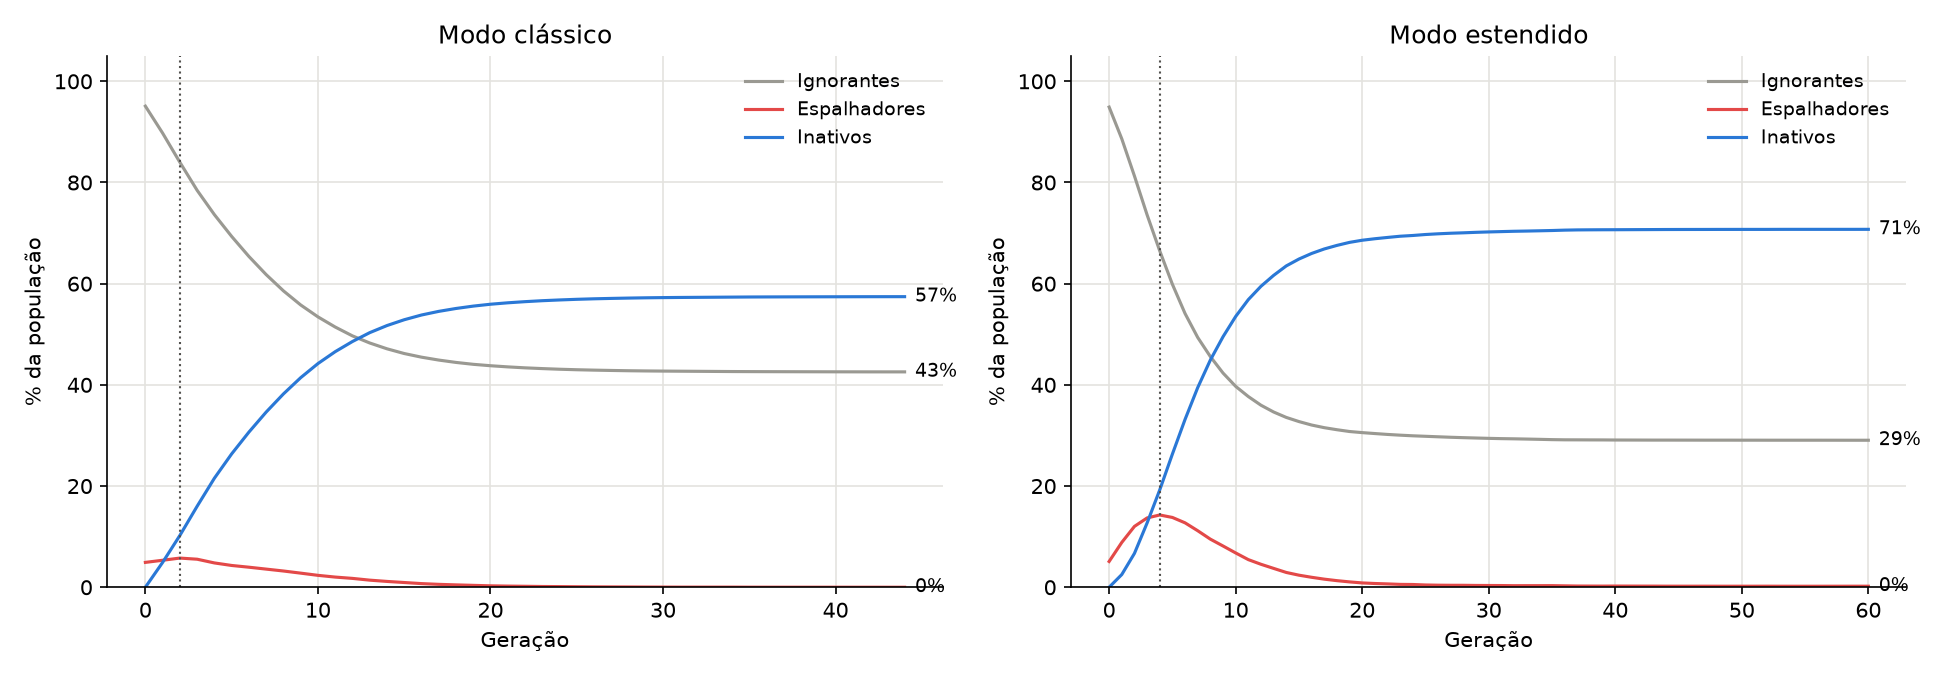 Modo clássico
100
80
60
40
20
0
% da população
Ignorantes
Espalhadores
Inativos
57%
43%
0%
0
10
20
30
40
Geração
Modo estendido
100
80
60
40
20
0
% da população
Ignorantes
Espalhadores
Inativos
71%
29%
0%
0
10
20
30
40
50
60
Geração